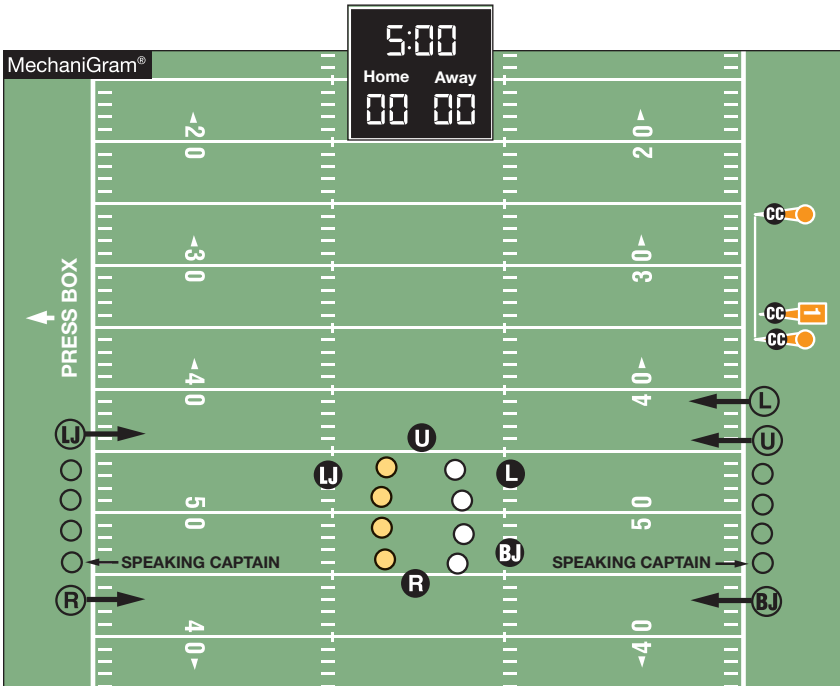 MechaniGram®
5:00
Home Away
00 00
20 20
30 30
PRESS BOX
CC
1
CC
CC
40 40
L
LJ U U
LJ L
50 50
BJ
SPEAKING CAPTAIN SPEAKING CAPTAIN
R R BJ
40 40